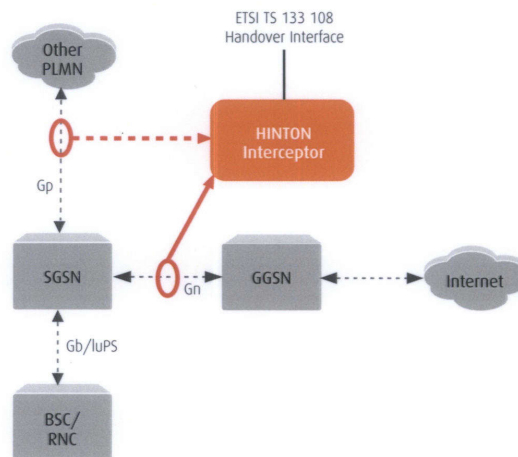 ETSI TS 133 108
Handover Interface
Other
PLMN
HINTON
Interceptor
Gp
SGSN
Gn
GGSN
Internet
Gb/IuPS
BSC/
RNC